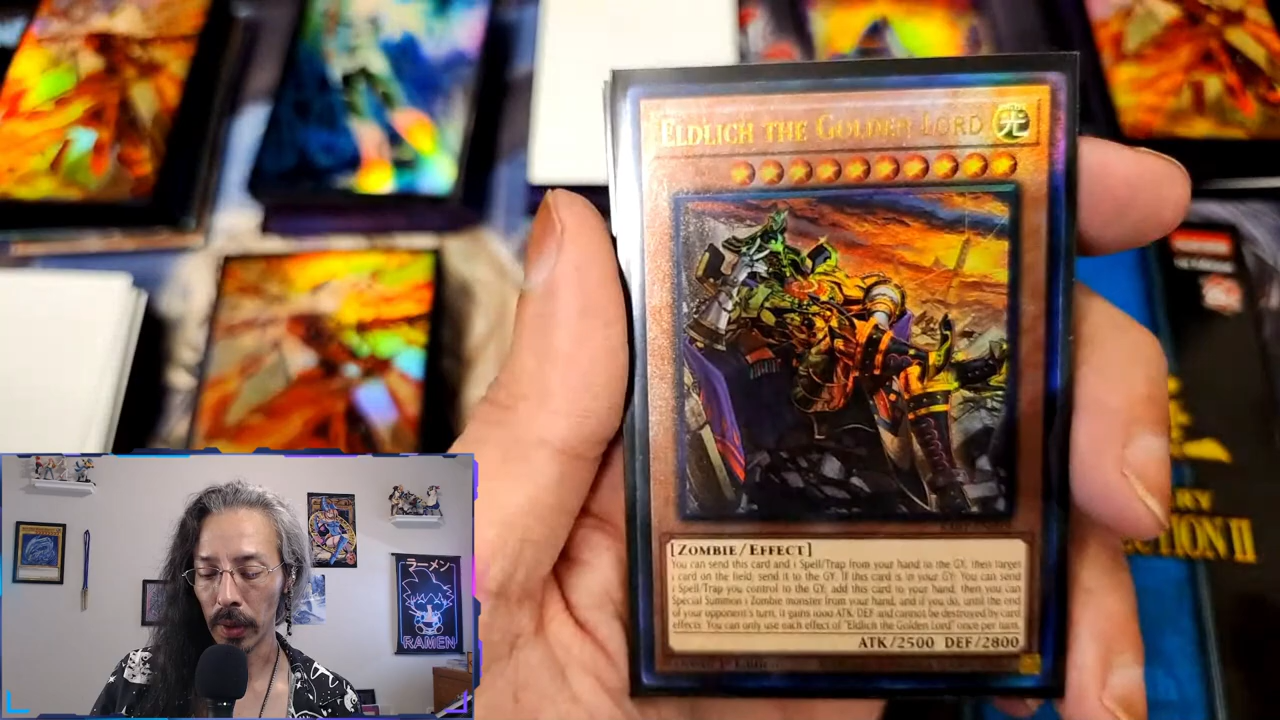 ELDLICH THE GOLDEN LORD
光
[ZOMBIE/EFFECT]
You can send this card and 1 Spell/Trap from your hand to the GY, then target
1 card on the field; send it to the GY. If this card is in your GY: You can send
1 Spell/Trap you control to the GY; add this card to your hand, then you can
Special Summon 1 Zombie monster from your hand, and if you do, until the end
of your opponent's turn, it gains 1000 ATK/DEF and cannot be destroyed by card
effects. You can only use each effect of "Eldlich the Golden Lord" once per turn.
ATK/2500 DEF/2800
ECTION II
ラーメン
RAMEN